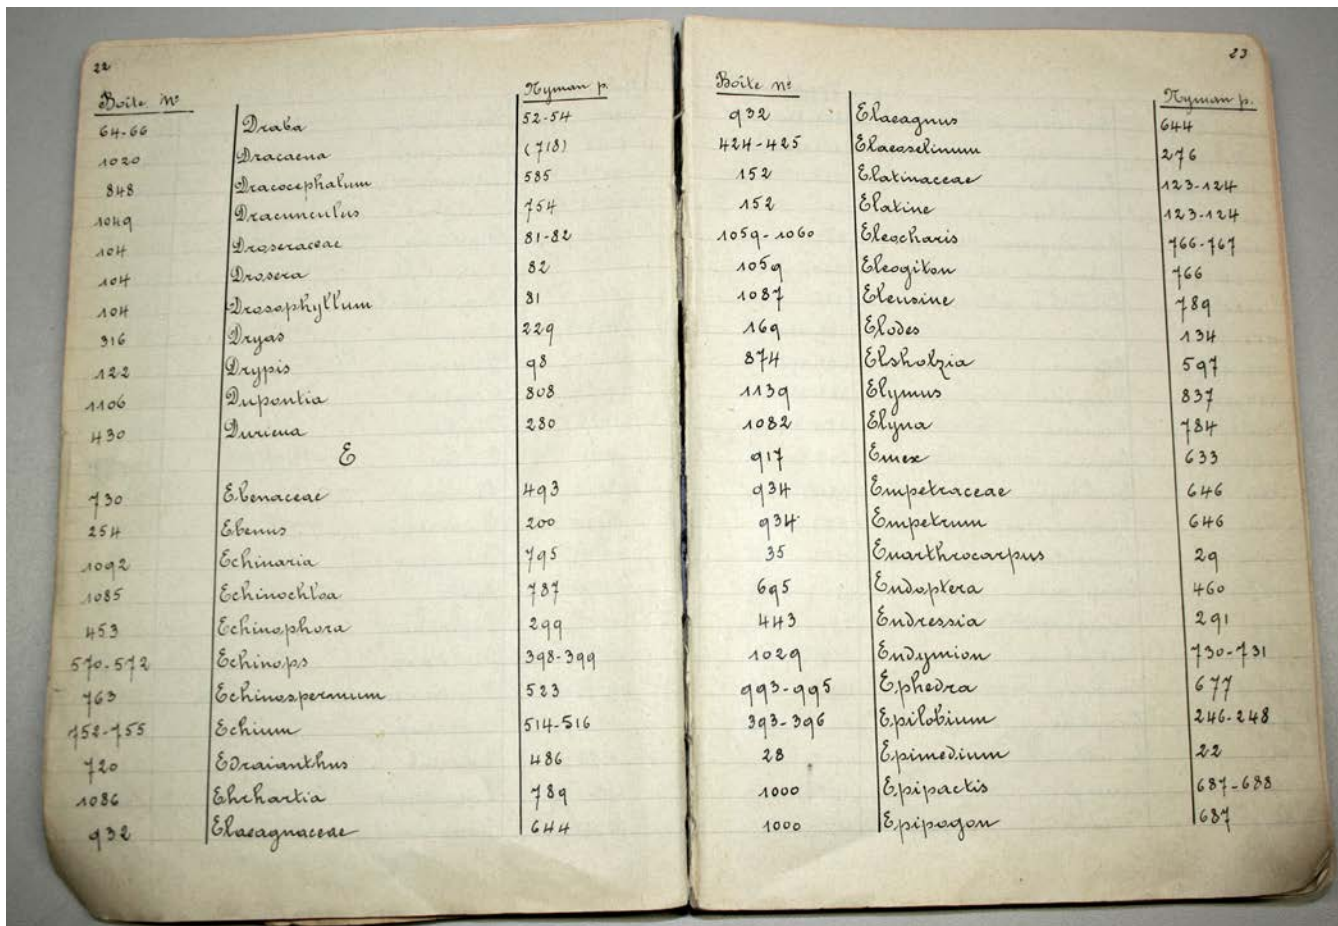 22
Boîte Nº Nyman p.
64-66 Draba 52-54
1020 Dracaena (718)
848 Dracocephalum 585
1049 Dracunculus 754
104 Droseraceae 81-82
104 Drosera 82
104 Drosophyllum 81
316 Dryas 229
122 Drypis 98
1106 Dupontia 808
430 Duriena 280
E
730 Ebenaceae 493
254 Ebenus 200
1092 Echinaria 795
1085 Echinochloa 787
453 Echinophora 299
570-572 Echinops 398-399
763 Echinospermum 523
752-755 Echium 514-516
720 Edraianthus 486
1086 Ehrhartia 789
932 Elaeagnaceae 644
23
Boîte Nº Nyman p.
932 Elaeagnus 644
424-425 Elaeoselinum 276
152 Elatinaceae 123-124
152 Elatine 123-124
1059-1060 Eleocharis 766-767
1059 Eleogiton 766
1087 Eleusine 789
169 Elodes 134
874 Elsholzia 597
1139 Elymus 837
1082 Elyna 784
917 Emex 633
934 Empetraceae 646
934 Empetrum 646
35 Enarthrocarpus 29
695 Endoptera 460
443 Endressia 291
1029 Endymion 730-731
993-995 Ephedra 677
393-396 Epilobium 246-248
28 Epimedium 22
1000 Epipactis 687-688
1000 Epipogon 687